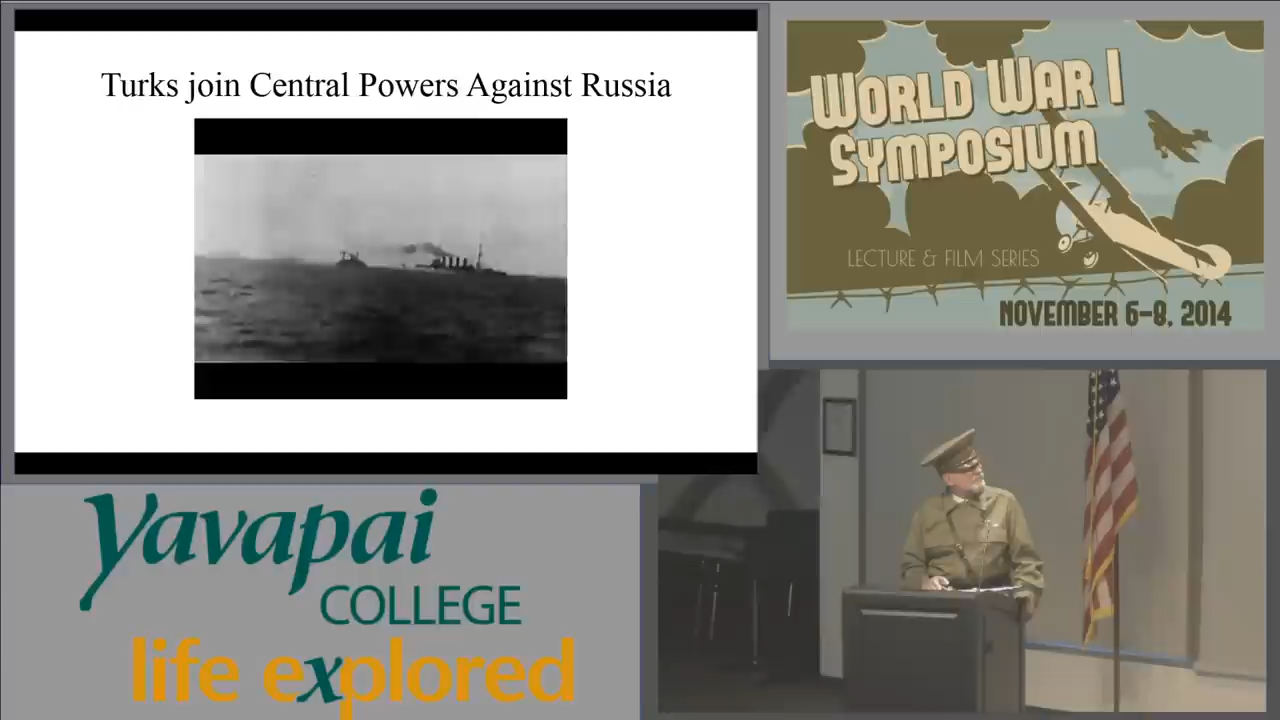 Turks join Central Powers Against Russia
WORLD WAR I
SYMPOSIUM
LECTURE & FILM SERIES
NOVEMBER 6-8, 2014
Yavapai
COLLEGE
life explored